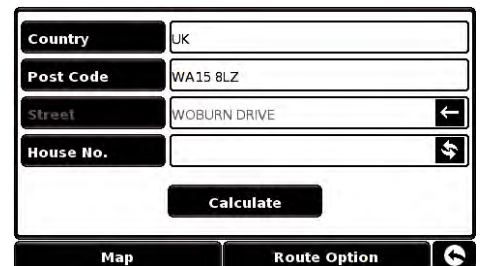 Country UK
Post Code WA15 8LZ
Street WOBURN DRIVE
House No.
Calculate
Map Route Option